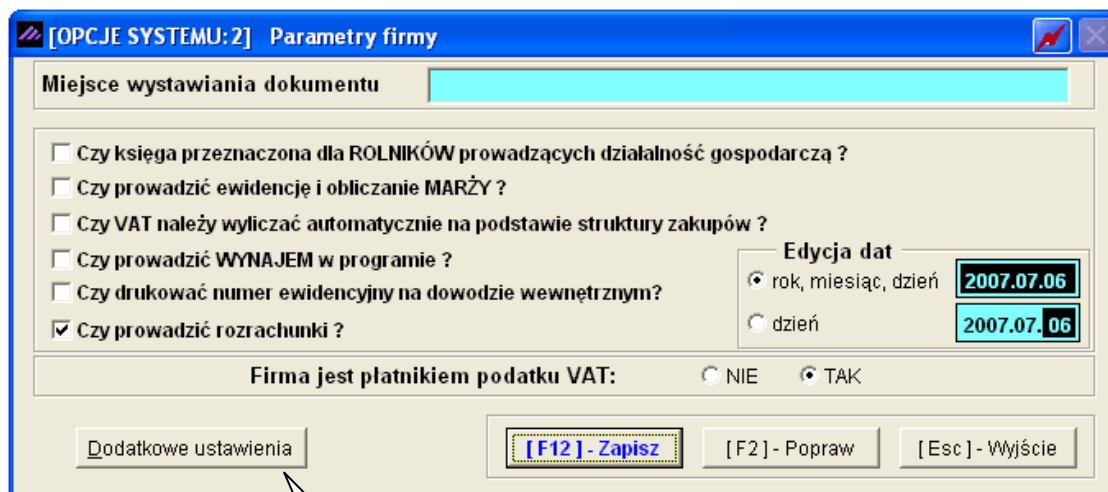 [OPCJE SYSTEMU:2] Parametry firmy
Miejsce wystawiania dokumentu
Czy księga przeznaczona dla ROLNIKÓW prowadzących działalność gospodarczą ?
Czy prowadzić ewidencję i obliczanie MARŻY ?
Czy VAT należy wyliczać automatycznie na podstawie struktury zakupów ?
Czy prowadzić WYNAJEM w programie ?
Czy drukować numer ewidencyjny na dowodzie wewnętrznym?
Czy prowadzić rozrachunki ?
Edycja dat
rok, miesiąc, dzień 2007.07.06
dzień 2007.07.06
Firma jest płatnikiem podatku VAT: NIE TAK
Dodatkowe ustawienia [ F12 ] - Zapisz [ F2 ] - Popraw [ Esc ] - Wyjście